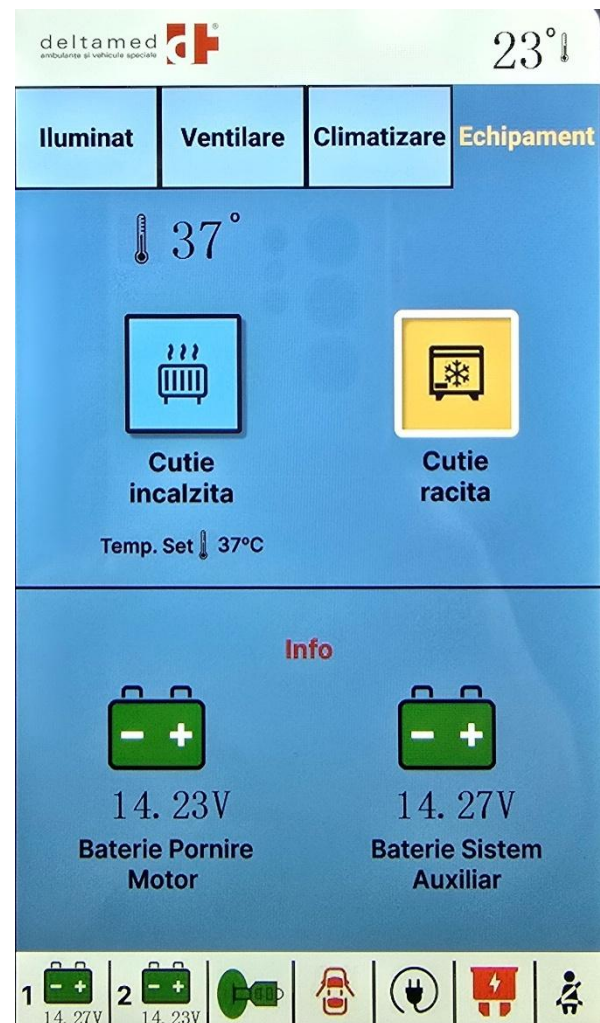 deltamed
ambulanțe și vehicule speciale
23°
Iluminat
Ventilare
Climatizare
Echipament
37°
Cutie
incalzita
Cutie
racita
Temp. Set 37ºC
Info
14.23V
14.27V
Baterie Pornire
Motor
Baterie Sistem
Auxiliar
1
14.27V
2
14.23V